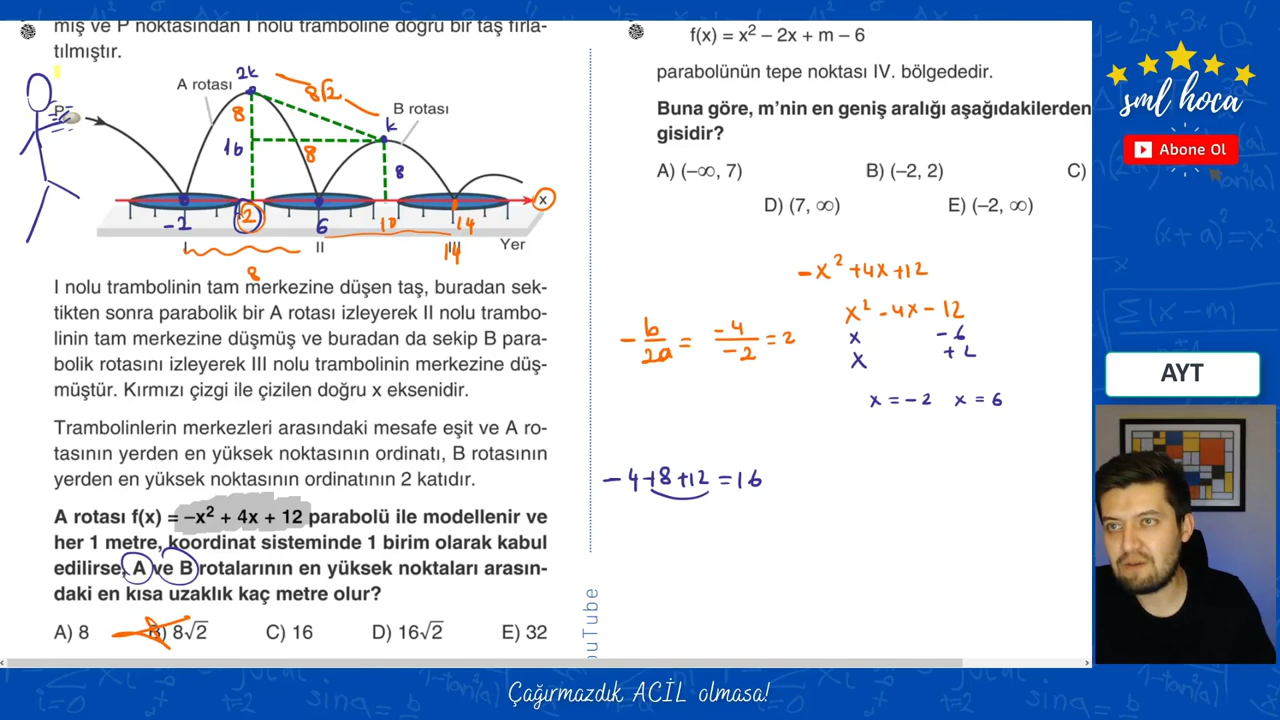 mış ve P noktasından I nolu tramboline doğru bir taş fırla-
tılmıştır.
A rotası
2k
8√2
B rotası
k
P
8
16
8
8
x
-2
2
6
10
14
I
II
III
14
Yer
8
I nolu trambolinin tam merkezine düşen taş, buradan sek-
tikten sonra parabolik bir A rotası izleyerek II nolu trambo-
linin tam merkezine düşmüş ve buradan da sekip B para-
bolik rotasını izleyerek III nolu trambolinin merkezine düş-
müştür. Kırmızı çizgi ile çizilen doğru x eksenidir.
Trambolinlerin merkezleri arasındaki mesafe eşit ve A ro-
tasının yerden en yüksek noktasının ordinatı, B rotasının
yerden en yüksek noktasının ordinatının 2 katıdır.
A rotası f(x) = –x² + 4x + 12 parabolü ile modellenir ve
her 1 metre, koordinat sisteminde 1 birim olarak kabul
edilirse, A ve B rotalarının en yüksek noktaları arasın-
daki en kısa uzaklık kaç metre olur?
A) 8 B) 8√2 C) 16 D) 16√2 E) 32
f(x) = x² – 2x + m – 6
parabolünün tepe noktası IV. bölgededir.
Buna göre, m'nin en geniş aralığı aşağıdakilerden
gisidir?
A) (–∞, 7) B) (–2, 2) C)
D) (7, ∞) E) (–2, ∞)
-x² + 4x + 12
x² - 4x - 12
x -6
x +2
x = -2 x = 6
- b/2a = -4/-2 = 2
- 4 + 8 + 12 = 16
ouTube
sml hoca
Abone Ol
AYT
Çağırmazdık ACİL olmasa!